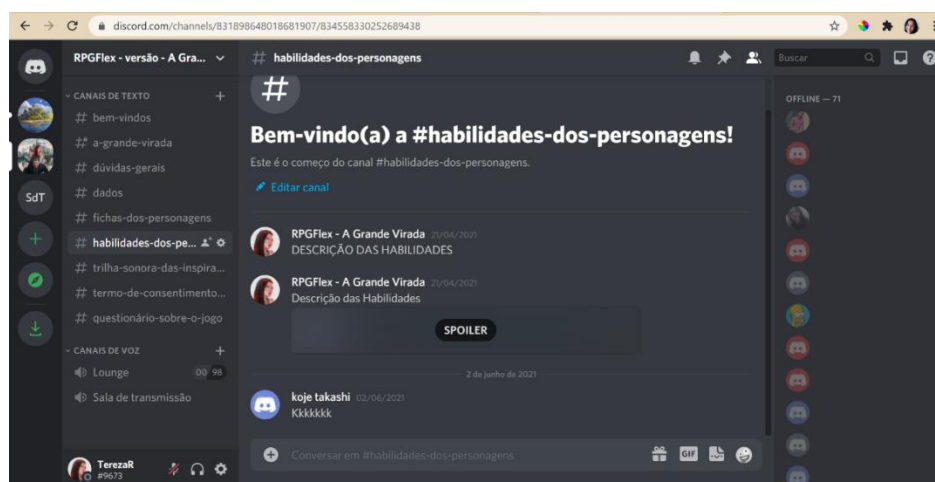 discord.com/channels/831898648018681907/834558330252689438
RPGFlex - versão - A Gra...
CANAIS DE TEXTO
# bem-vindos
# a-grande-virada
# dúvidas-gerais
# dados
# fichas-dos-personagens
# habilidades-dos-pe...
# trilha-sonora-das-inspira...
# termo-de-consentimento...
# questionário-sobre-o-jogo
CANAIS DE VOZ
Lounge 00 98
Sala de transmissão
SdT
TerezaR
#9673
# habilidades-dos-personagens
Buscar
#
Bem-vindo(a) a #habilidades-dos-personagens!
Este é o começo do canal #habilidades-dos-personagens.
Editar canal
RPGFlex - A Grande Virada 21/04/2021
DESCRIÇÃO DAS HABILIDADES
RPGFlex - A Grande Virada 21/04/2021
Descrição das Habilidades
SPOILER
2 de junho de 2021
koje takashi 02/06/2021
Kkkkkkk
Conversar em #habilidades-dos-personagens
GIF
OFFLINE — 71